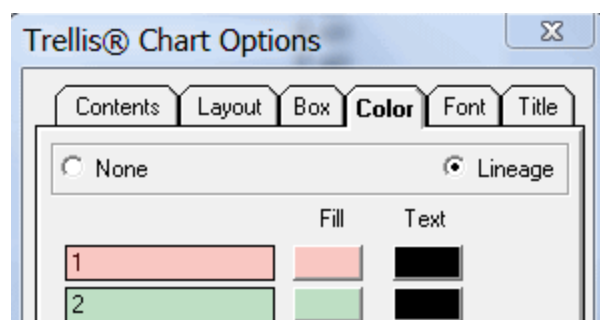 Trellis® Chart Options
Contents Layout Box Color Font Title
None Lineage
Fill Text
1
2